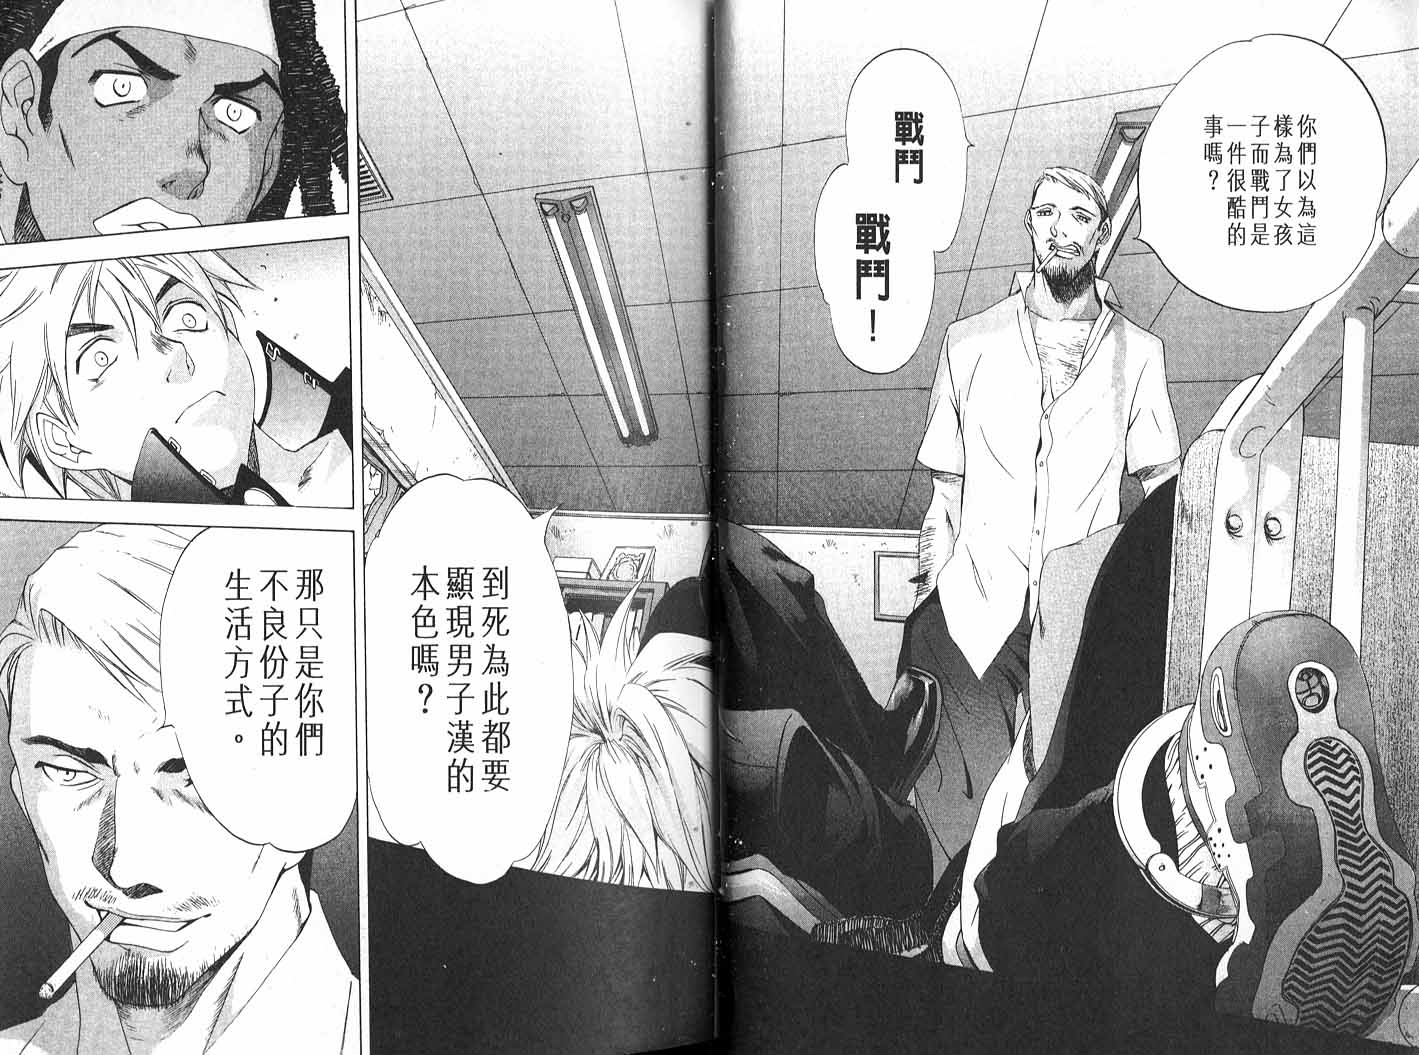 你們以為這
樣為了女孩
子而戰鬥是
一件很酷的
事嗎?
戰鬥
戰鬥!
到死為此都要
顯現男子漢的
本色嗎?
那只是你們
不良份子的
生活方式。